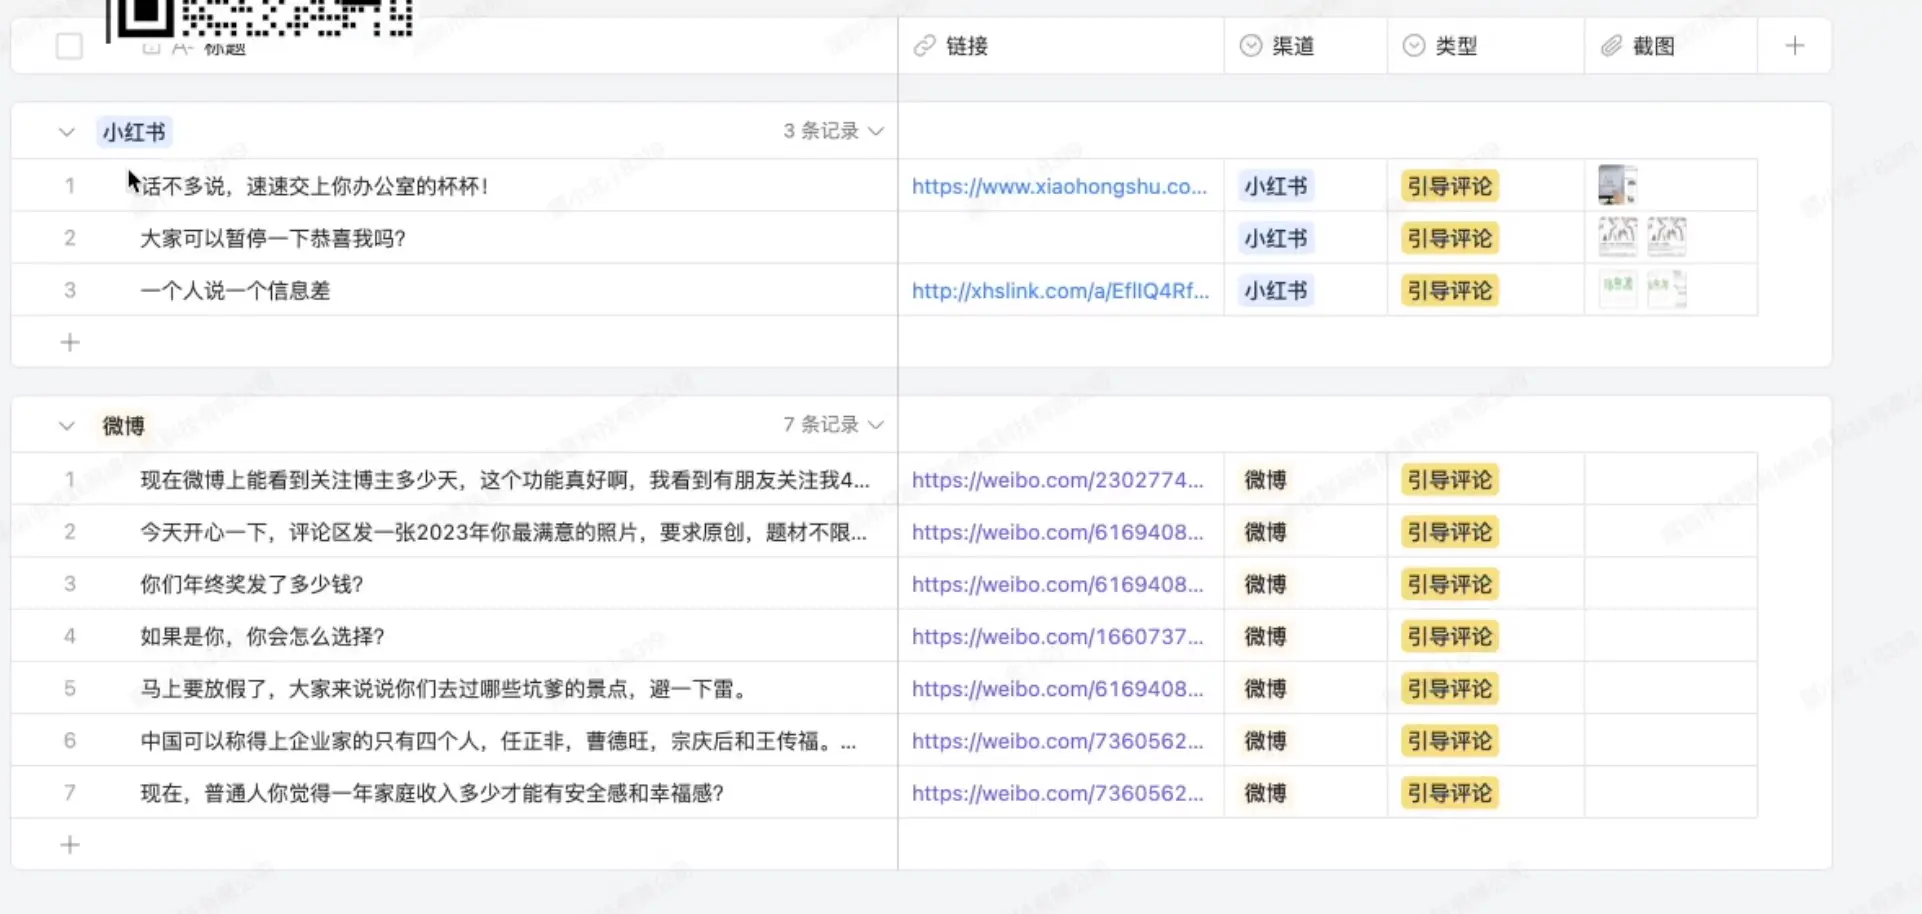 标题 链接 渠道 类型 截图
小红书 3 条记录
1 话不多说，速速交上你办公室的杯杯！ https://www.xiaohongshu.co... 小红书 引导评论
2 大家可以暂停一下恭喜我吗？ 小红书 引导评论
3 一个人说一个信息差 http://xhslink.com/a/EflIQ4Rf... 小红书 引导评论
微博 7 条记录
1 现在微博上能看到关注博主多少天，这个功能真好啊，我看到有朋友关注我4... https://weibo.com/2302774... 微博 引导评论
2 今天开心一下，评论区发一张2023年你最满意的照片，要求原创，题材不限... https://weibo.com/6169408... 微博 引导评论
3 你们年终奖发了多少钱？ https://weibo.com/6169408... 微博 引导评论
4 如果是你，你会怎么选择？ https://weibo.com/1660737... 微博 引导评论
5 马上要放假了，大家来说说你们去过哪些坑爹的景点，避一下雷。 https://weibo.com/6169408... 微博 引导评论
6 中国可以称得上企业家的只有四个人，任正非，曹德旺，宗庆后和王传福。... https://weibo.com/7360562... 微博 引导评论
7 现在，普通人你觉得一年家庭收入多少才能有安全感和幸福感？ https://weibo.com/7360562... 微博 引导评论